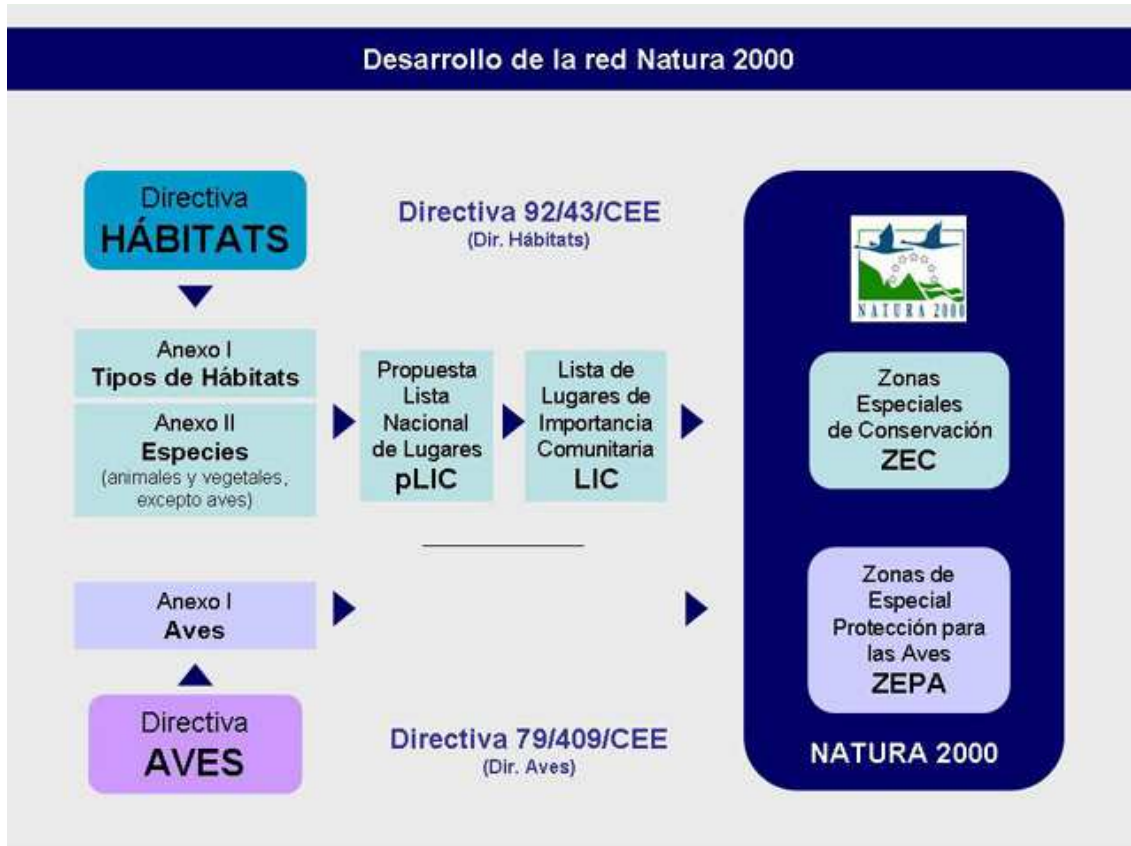 Desarrollo de la red Natura 2000
Directiva
HÁBITATS
Directiva 92/43/CEE
(Dir. Hábitats)
NATURA 2000
Anexo I
Tipos de Hábitats
Anexo II
Especies
(animales y vegetales,
excepto aves)
Propuesta
Lista
Nacional
de Lugares
pLIC
Lista de
Lugares de
Importancia
Comunitaria
LIC
Zonas
Especiales
de Conservación
ZEC
Anexo I
Aves
Zonas de
Especial
Protección para
las Aves
ZEPA
Directiva
AVES
Directiva 79/409/CEE
(Dir. Aves)
NATURA 2000